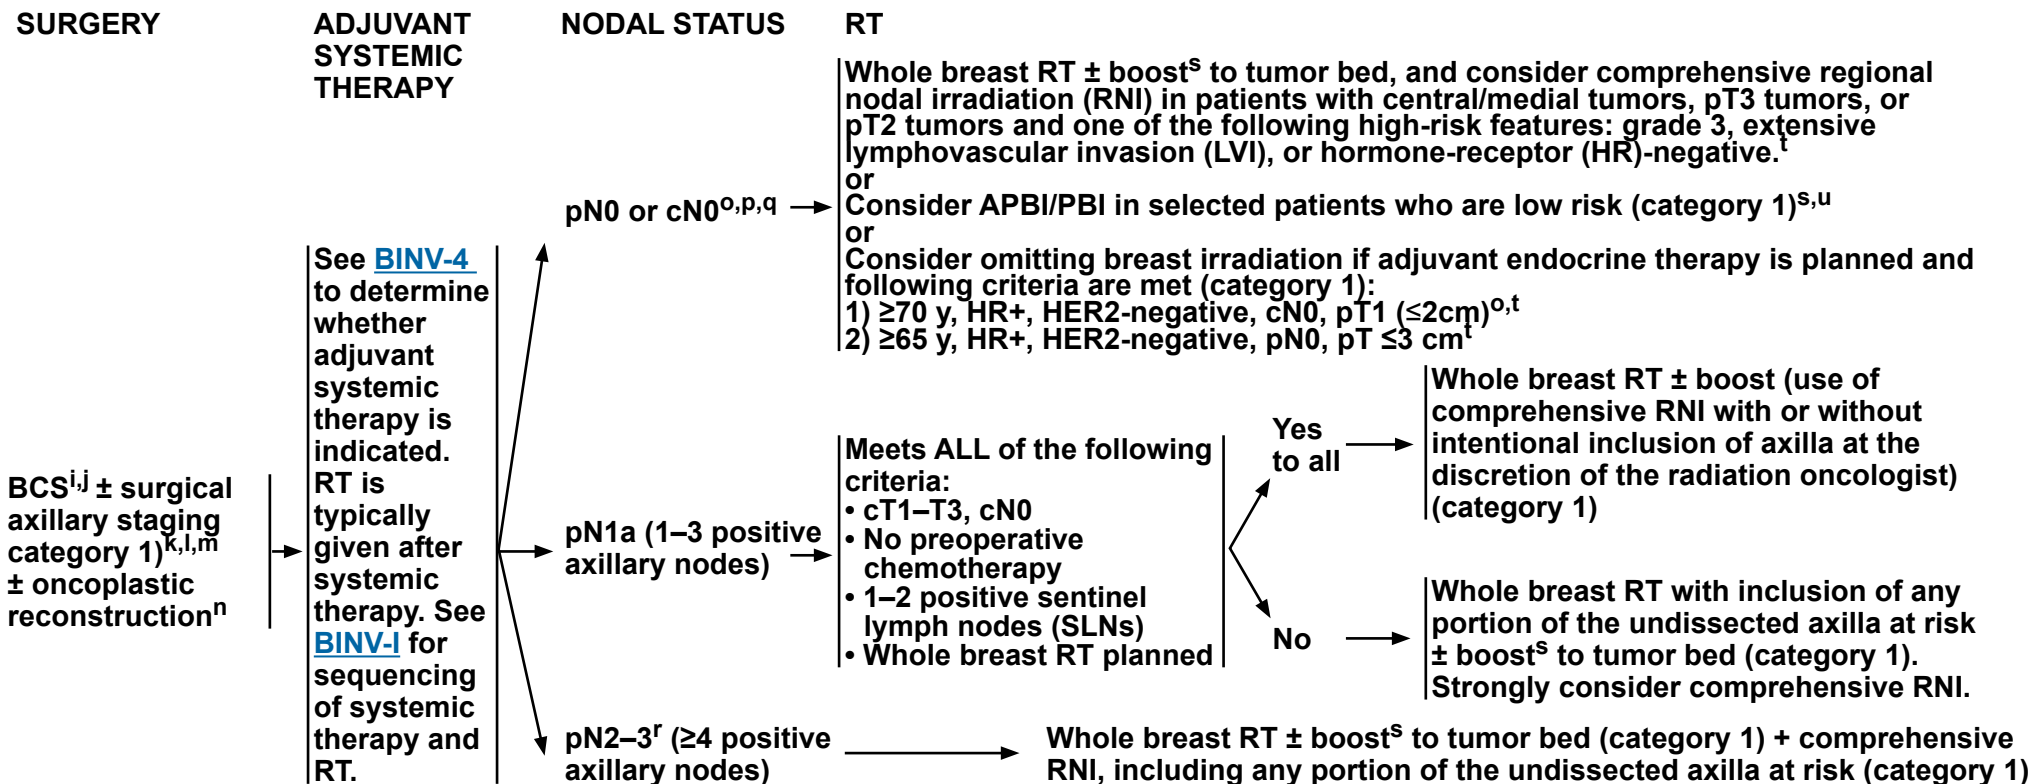 SURGERY
ADJUVANT
SYSTEMIC
THERAPY
NODAL STATUS
RT
BCSi,j ± surgical
axillary staging
category 1)k,l,m
± oncoplastic
reconstructionn
See BINV-4
to determine
whether
adjuvant
systemic
therapy is
indicated.
RT is
typically
given after
systemic
therapy. See
BINV-I for
sequencing
of systemic
therapy and
RT.
pN0 or cN0o,p,q
Whole breast RT ± boosts to tumor bed, and consider comprehensive regional
nodal irradiation (RNI) in patients with central/medial tumors, pT3 tumors, or
pT2 tumors and one of the following high-risk features: grade 3, extensive
lymphovascular invasion (LVI), or hormone-receptor (HR)-negative.t
or
Consider APBI/PBI in selected patients who are low risk (category 1)s,u
or
Consider omitting breast irradiation if adjuvant endocrine therapy is planned and
following criteria are met (category 1):
1) ≥70 y, HR+, HER2-negative, cN0, pT1 (≤2cm)o,t
2) ≥65 y, HR+, HER2-negative, pN0, pT ≤3 cmt
pN1a (1–3 positive
axillary nodes)
Meets ALL of the following
criteria:
• cT1–T3, cN0
• No preoperative
chemotherapy
• 1–2 positive sentinel
lymph nodes (SLNs)
• Whole breast RT planned
Yes
to all
Whole breast RT ± boost (use of
comprehensive RNI with or without
intentional inclusion of axilla at the
discretion of the radiation oncologist)
(category 1)
No
Whole breast RT with inclusion of any
portion of the undissected axilla at risk
± boosts to tumor bed (category 1).
Strongly consider comprehensive RNI.
pN2–3r (≥4 positive
axillary nodes)
Whole breast RT ± boosts to tumor bed (category 1) + comprehensive
RNI, including any portion of the undissected axilla at risk (category 1)